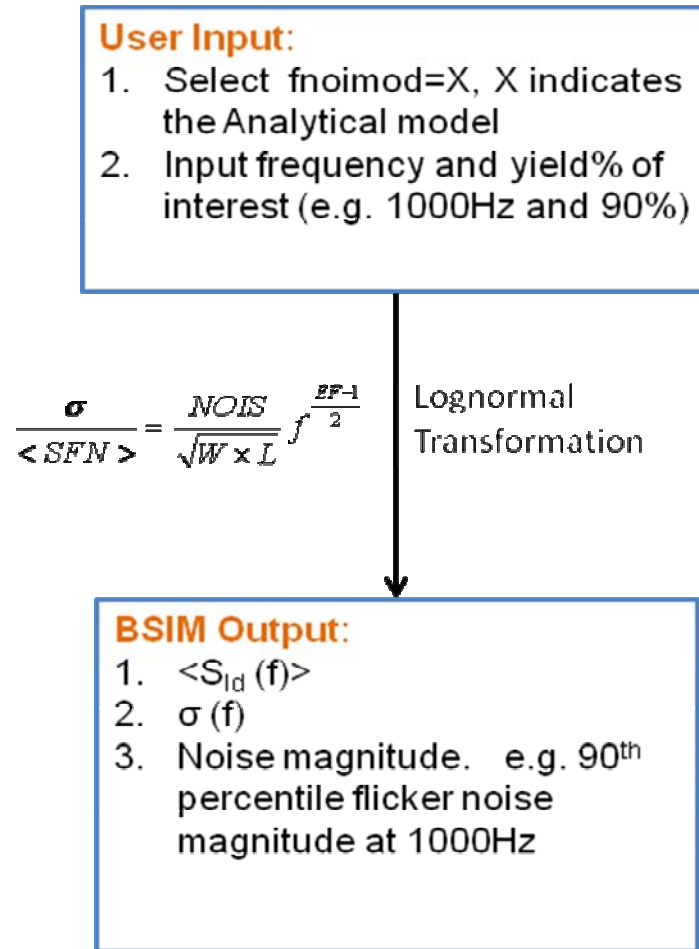 User Input:
1. Select fnoimod=X, X indicates
the Analytical model
2. Input frequency and yield% of
interest (e.g. 1000Hz and 90%)
σ / < SFN > = NOIS / √W × L f^(EF-1)/2
Lognormal
Transformation
BSIM Output:
1. <S_Id (f)>
2. σ (f)
3. Noise magnitude. e.g. 90th
percentile flicker noise
magnitude at 1000Hz